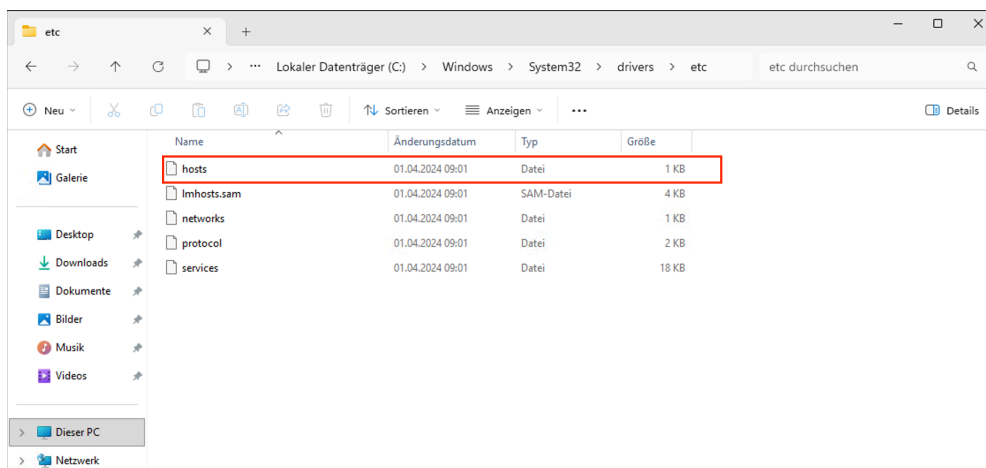 etc
Lokaler Datenträger (C:) > Windows > System32 > drivers > etc
etc durchsuchen
Neu
Sortieren
Anzeigen
Details
Name Änderungsdatum Typ Größe
Start
Galerie
hosts 01.04.2024 09:01 Datei 1 KB
lmhosts.sam 01.04.2024 09:01 SAM-Datei 4 KB
networks 01.04.2024 09:01 Datei 1 KB
protocol 01.04.2024 09:01 Datei 2 KB
services 01.04.2024 09:01 Datei 18 KB
Desktop
Downloads
Dokumente
Bilder
Musik
Videos
Dieser PC
Netzwerk